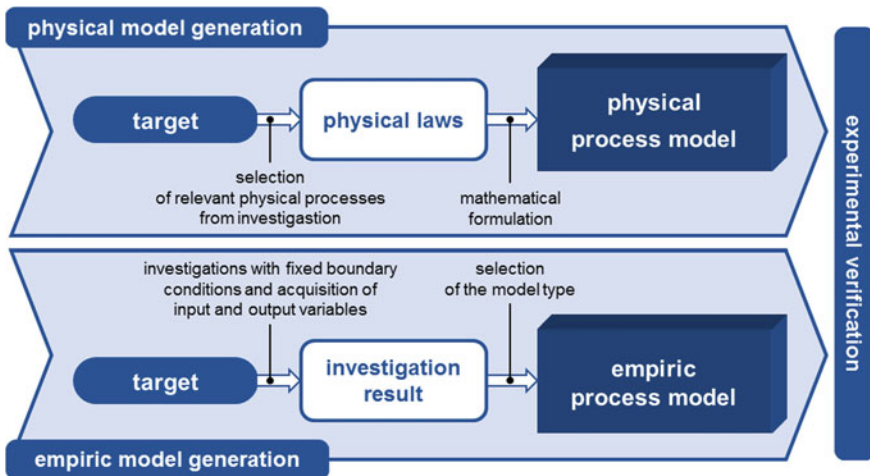 physical model generation
target
physical laws
physical
process model
selection
of relevant physical processes
from investigastion
mathematical
formulation
investigations with fixed boundary
conditions and acquisition of
input and output variables
selection
of the model type
target
investigation
result
empiric
process model
empiric model generation
experimental verification